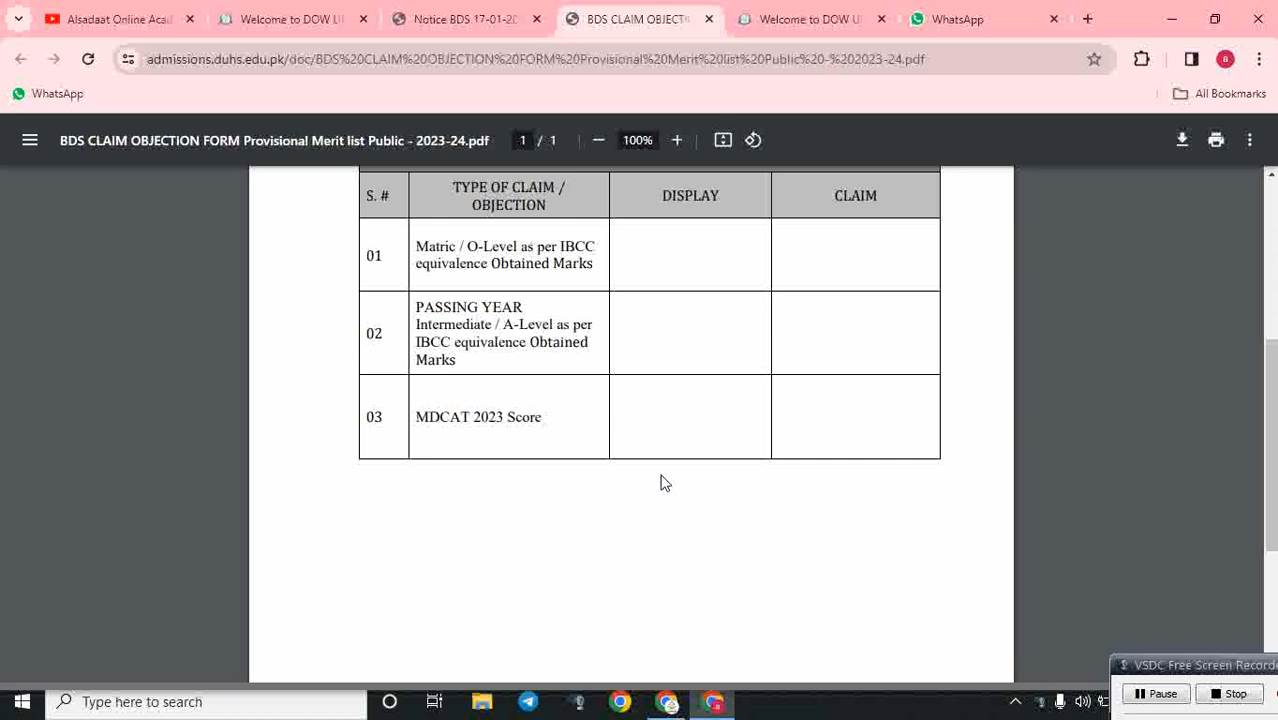 Alsadaat Online Acad
Welcome to DOW U
Notice BDS 17-01-20
BDS CLAIM OBJECTI
Welcome to DOW U
WhatsApp
admissions.duhs.edu.pk/doc/BDS%20CLAIM%20OBJECTION%20FORM%20Provisional%20Merit%20list%20Public%20-%202023-24.pdf
a
WhatsApp
All Bookmarks
BDS CLAIM OBJECTION FORM Provisional Merit list Public - 2023-24.pdf
1 / 1
100%
S. #
TYPE OF CLAIM /
OBJECTION
DISPLAY
CLAIM
01
Matric / O-Level as per IBCC
equivalence Obtained Marks
02
PASSING YEAR
Intermediate / A-Level as per
IBCC equivalence Obtained
Marks
03
MDCAT 2023 Score
VSDC Free Screen Recorde
Pause
Stop
Type here to search